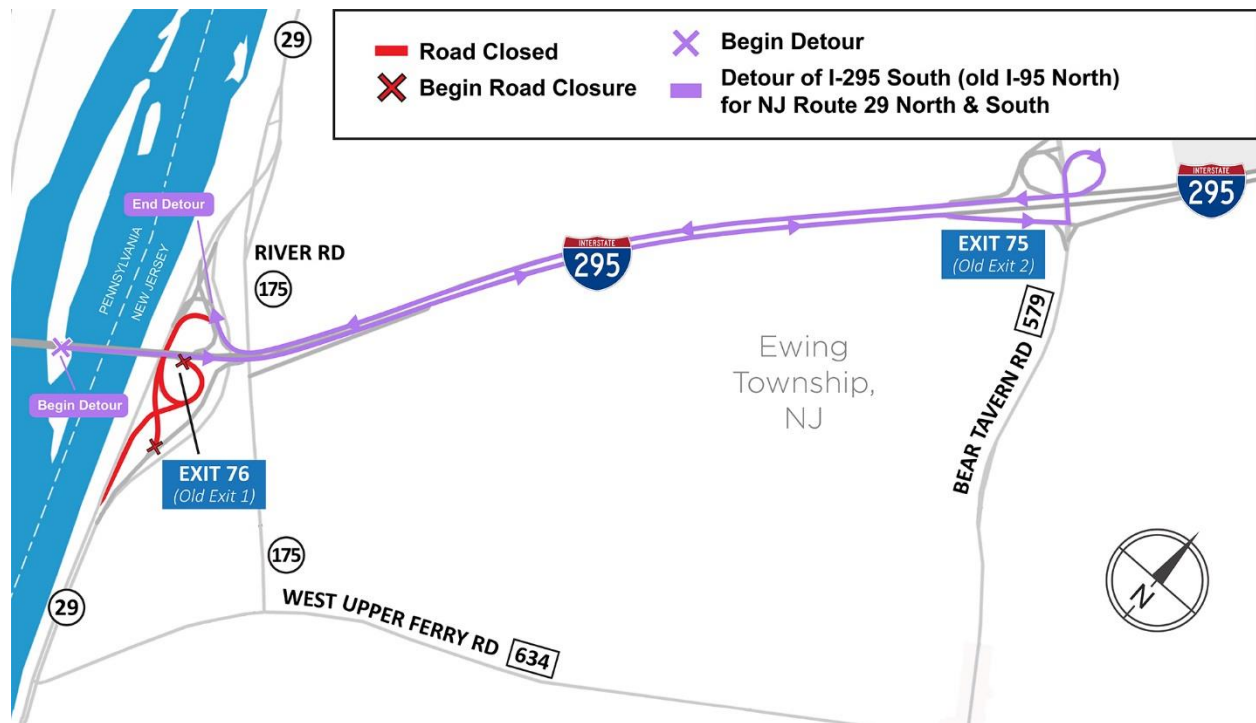 29
Road Closed
Begin Road Closure
Begin Detour
Detour of I-295 South (old I-95 North)
for NJ Route 29 North & South
End Detour
PENNSYLVANIA
NEW JERSEY
RIVER RD
175
INTERSTATE
295
INTERSTATE
295
EXIT 75
(Old Exit 2)
579
BEAR TAVERN RD
Ewing
Township,
NJ
Begin Detour
EXIT 76
(Old Exit 1)
175
29
WEST UPPER FERRY RD 634
N